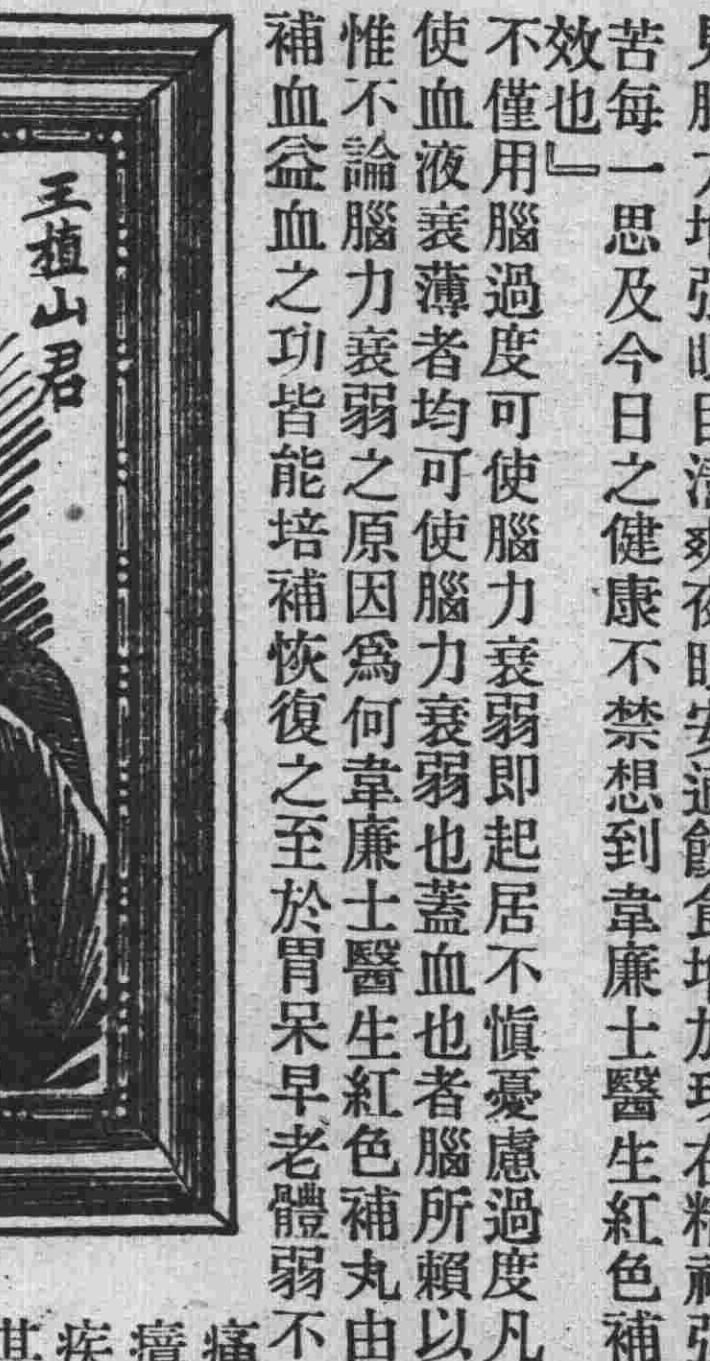 苦每一思及今日之健康不禁想到韋廉士醫生紅色補
效也』
不僅用腦過度可使腦力衰弱即起居不愼憂慮過度凡
使血液衰薄者均可使腦力衰弱也蓋血也者腦所賴以
惟不論腦力衰弱之原因爲何韋廉士醫生紅色補丸由
補血益血之功皆能培補恢復之至於胃呆早老體弱不
王植山君
痛
瘄
疾